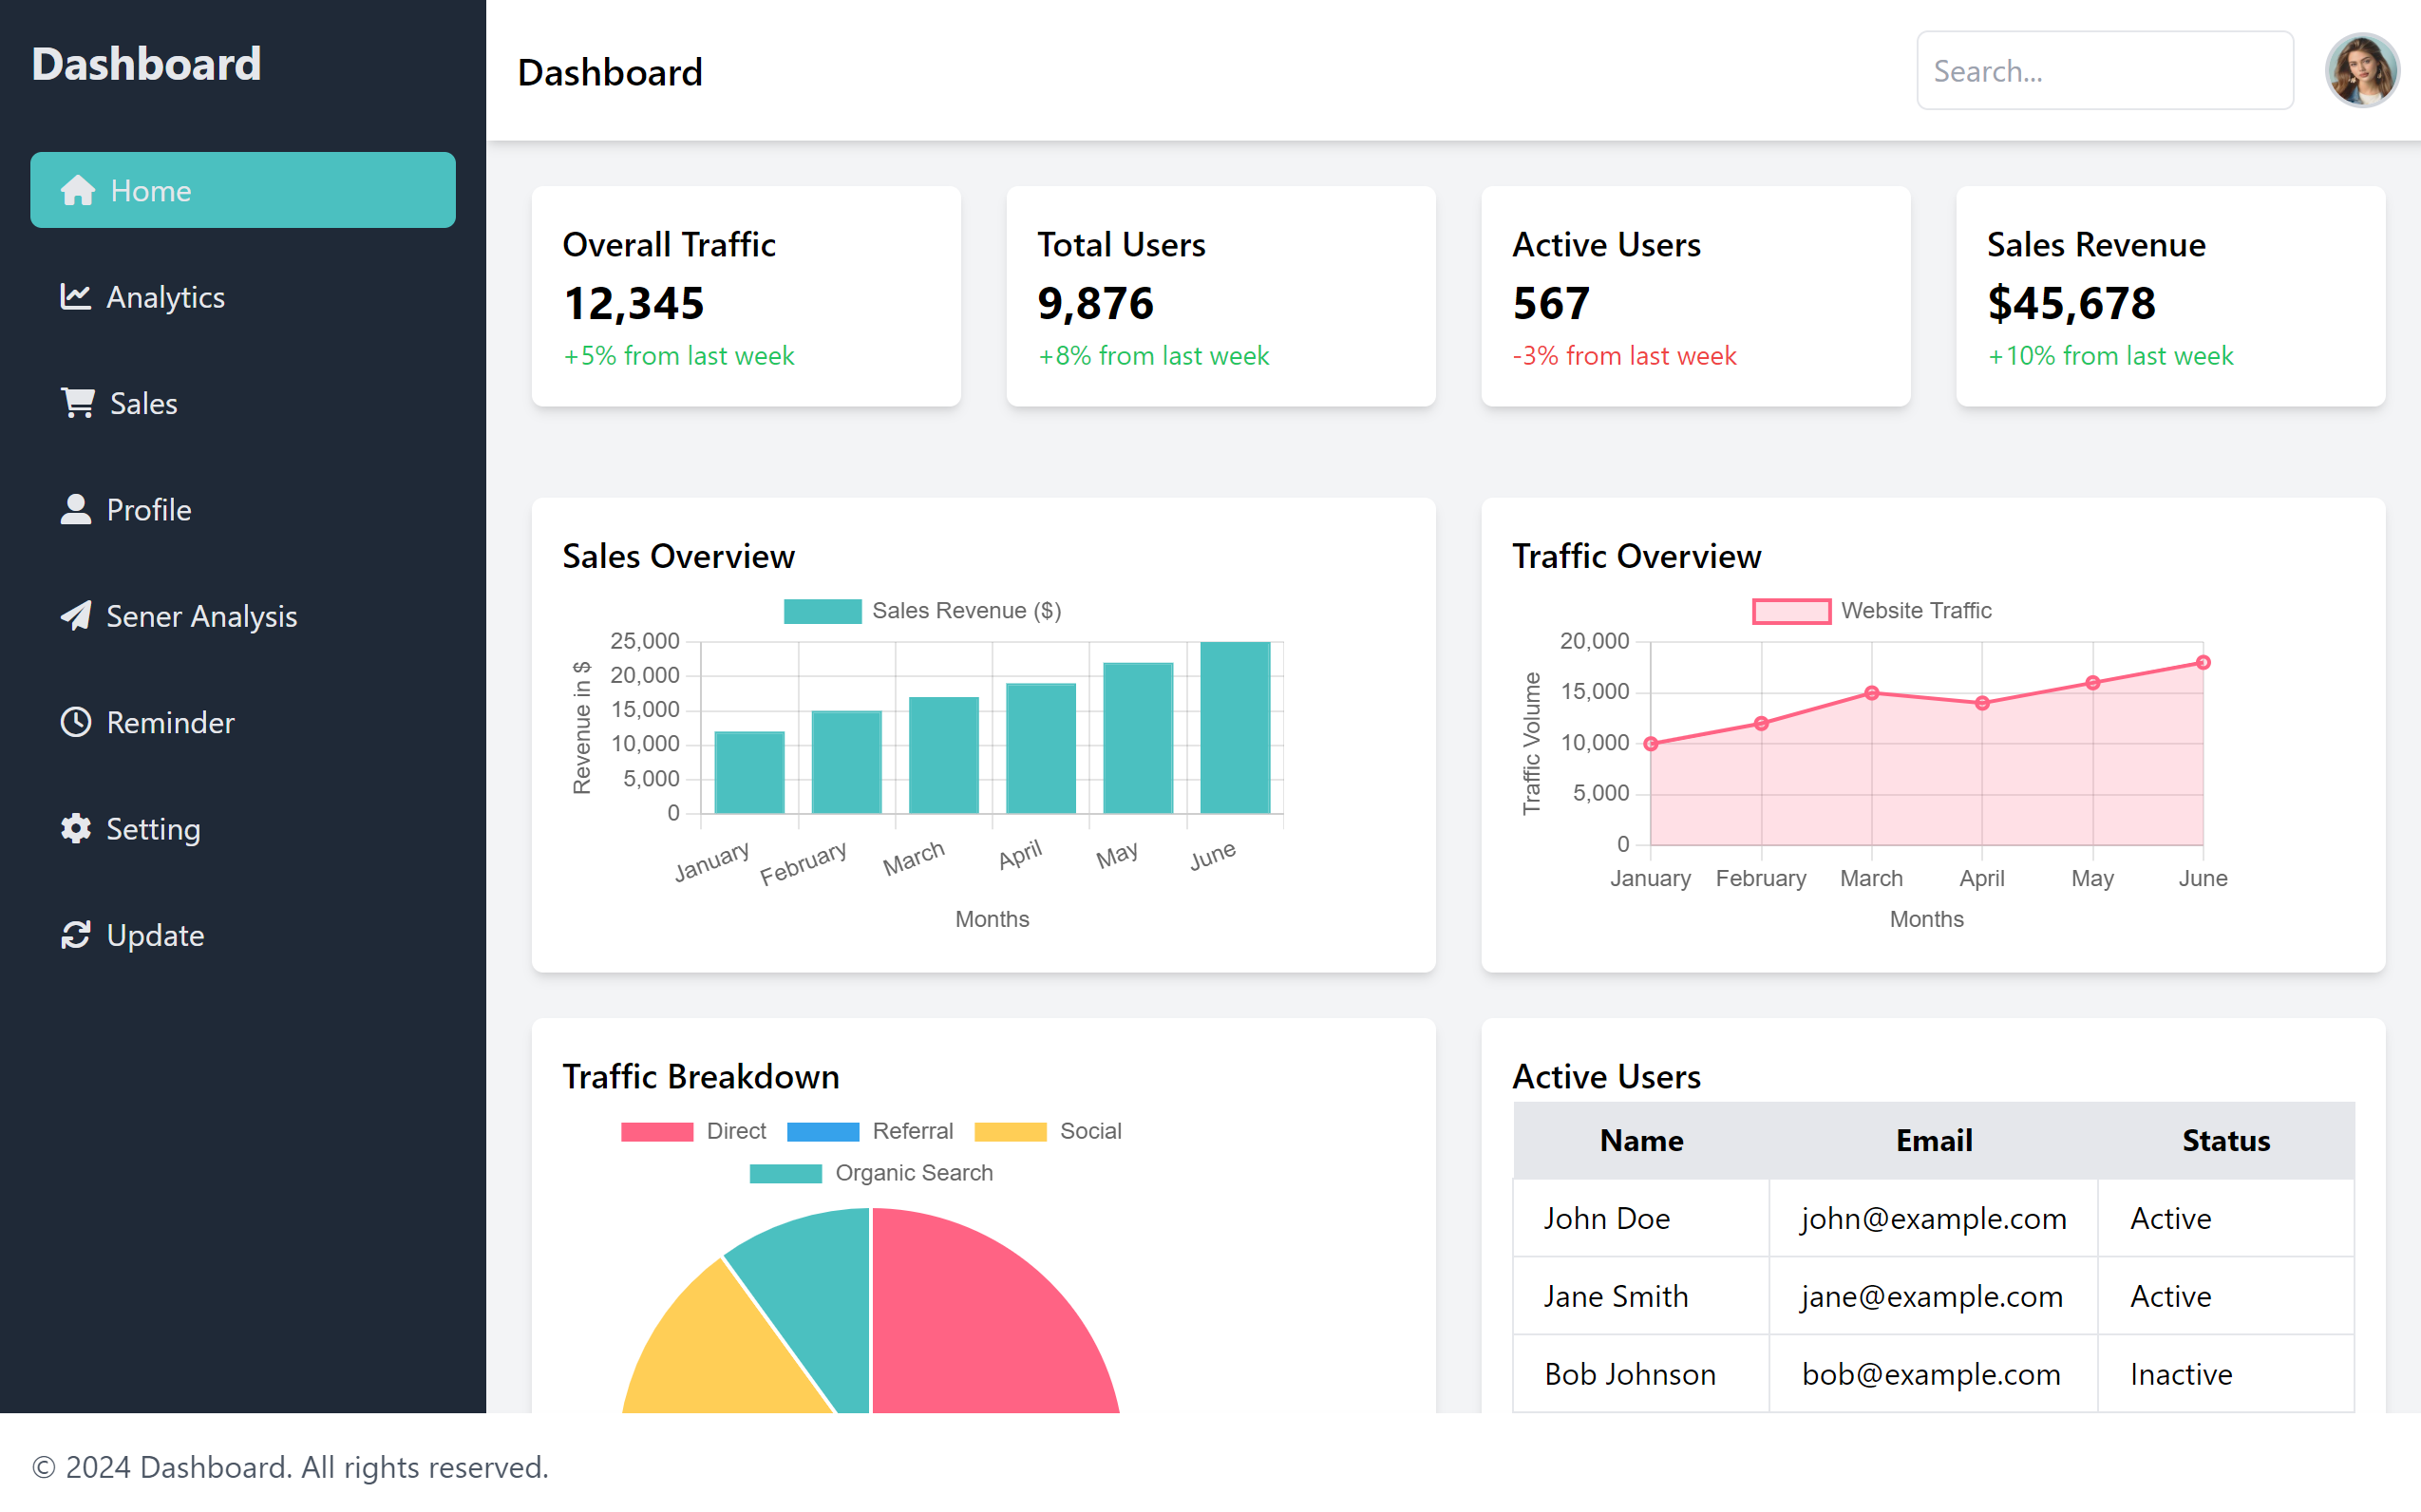 Dashboard
Home
Analytics
Sales
Profile
Sener Analysis
Reminder
Setting
Update
Dashboard
Search...
Overall Traffic
12,345
+5% from last week
Total Users
9,876
+8% from last week
Active Users
567
-3% from last week
Sales Revenue
$45,678
+10% from last week
Sales Overview
Sales Revenue ($)
Revenue in $
25,000
20,000
15,000
10,000
5,000
0
January February March April May June
Months
Traffic Overview
Website Traffic
Traffic Volume
20,000
15,000
10,000
5,000
0
January February March April May June
Months
Traffic Breakdown
Direct Referral Social
Organic Search
Active Users
Name Email Status
John Doe john@example.com Active
Jane Smith jane@example.com Active
Bob Johnson bob@example.com Inactive
© 2024 Dashboard. All rights reserved.